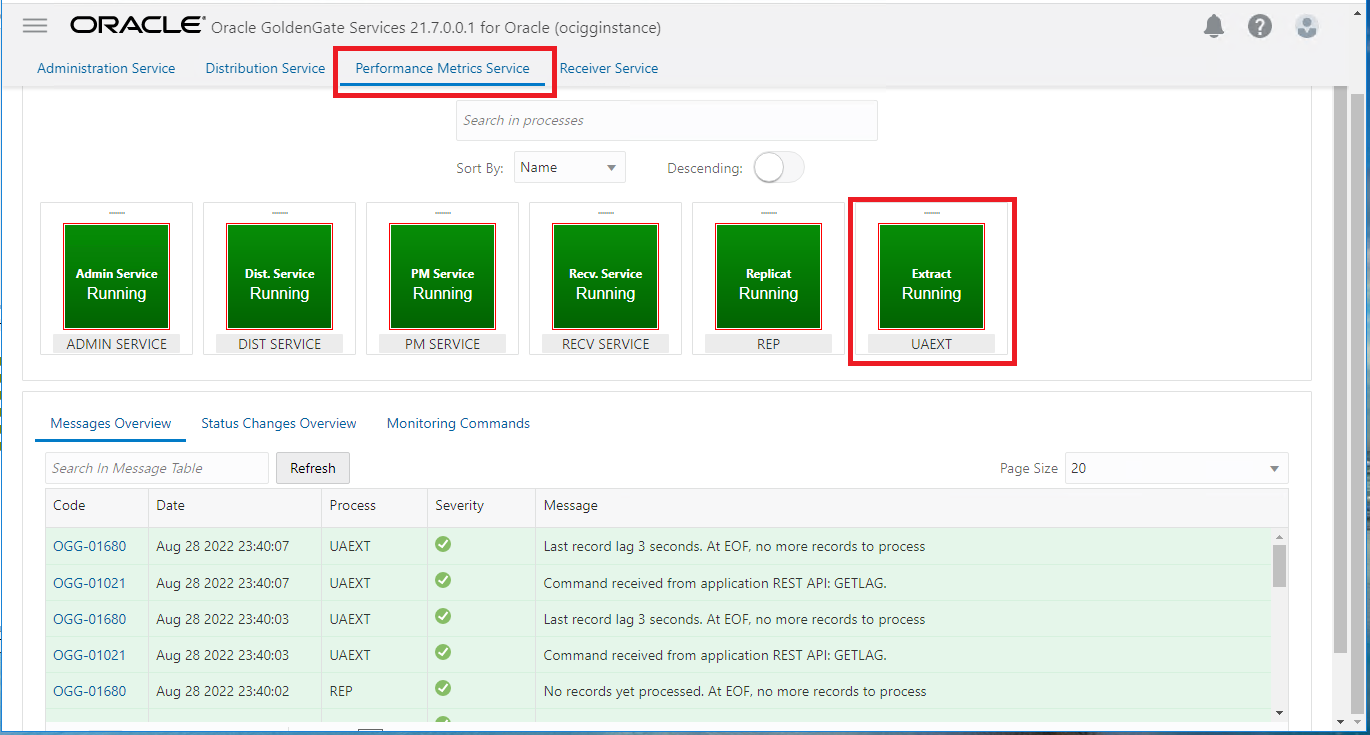 ORACLE® Oracle GoldenGate Services 21.7.0.0.1 for Oracle (ocigginstance)
Administration Service Distribution Service Performance Metrics Service Receiver Service
Search in processes
Sort By: Name Descending:
Admin Service Dist. Service PM Service Recv. Service Replicat Extract
Running Running Running Running Running Running
ADMIN SERVICE DIST SERVICE PM SERVICE RECV SERVICE REP UAEXT
Messages Overview Status Changes Overview Monitoring Commands
Search In Message Table Refresh Page Size 20
Code Date Process Severity Message
OGG-01680 Aug 28 2022 23:40:07 UAEXT Last record lag 3 seconds. At EOF, no more records to process
OGG-01021 Aug 28 2022 23:40:07 UAEXT Command received from application REST API: GETLAG.
OGG-01680 Aug 28 2022 23:40:03 UAEXT Last record lag 3 seconds. At EOF, no more records to process
OGG-01021 Aug 28 2022 23:40:03 UAEXT Command received from application REST API: GETLAG.
OGG-01680 Aug 28 2022 23:40:02 REP No records yet processed. At EOF, no more records to process